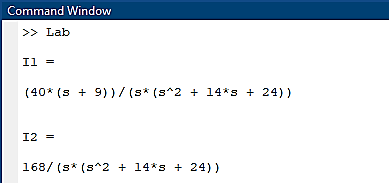 Command Window
>> Lab
I1 =
(40*(s + 9))/(s*(s^2 + 14*s + 24))
I2 =
168/(s*(s^2 + 14*s + 24))